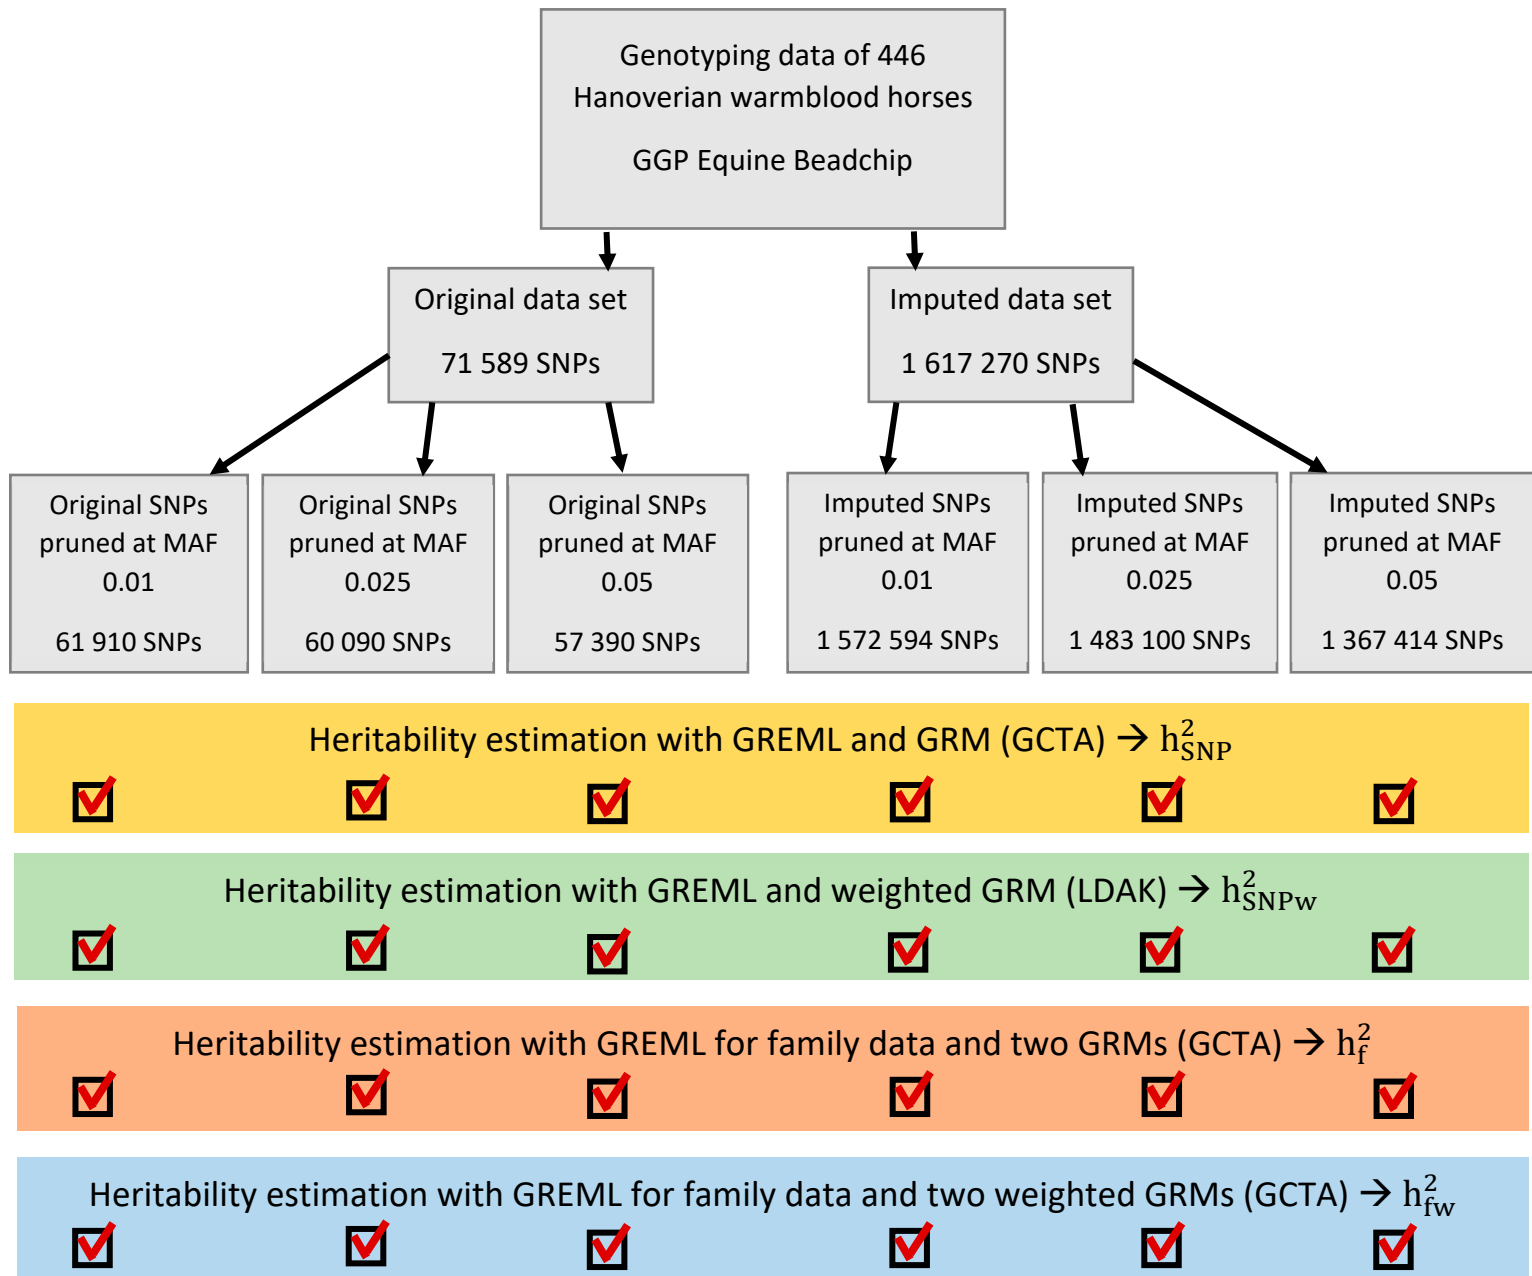 Genotyping data of 446
Hanoverian warmblood horses
GGP Equine Beadchip
Original data set
71 589 SNPs
Imputed data set
1 617 270 SNPs
Original SNPs
pruned at MAF
0.01
61 910 SNPs
Original SNPs
pruned at MAF
0.025
60 090 SNPs
Original SNPs
pruned at MAF
0.05
57 390 SNPs
Imputed SNPs
pruned at MAF
0.01
1 572 594 SNPs
Imputed SNPs
pruned at MAF
0.025
1 483 100 SNPs
Imputed SNPs
pruned at MAF
0.05
1 367 414 SNPs
Heritability estimation with GREML and GRM (GCTA) → h²SNP
Heritability estimation with GREML and weighted GRM (LDAK) → h²SNPw
Heritability estimation with GREML for family data and two GRMs (GCTA) → h²f
Heritability estimation with GREML for family data and two weighted GRMs (GCTA) → h²fw